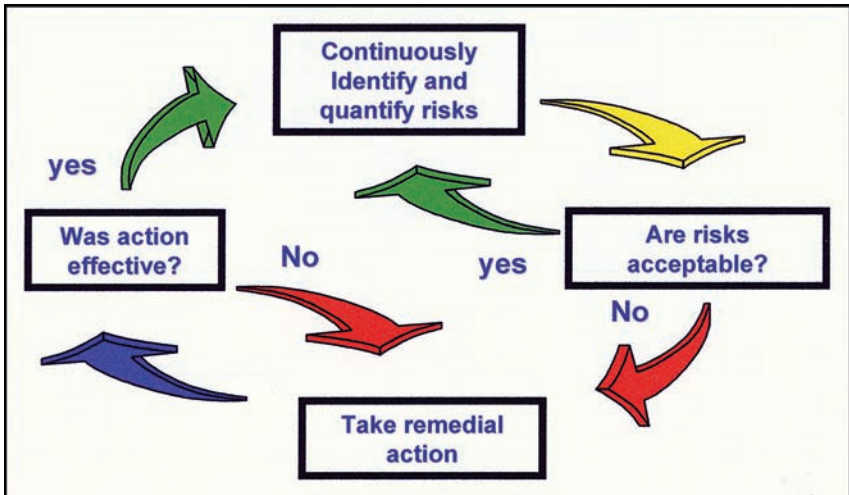 Continuously
Identify and
quantify risks
yes
Was action
effective?
No
yes
Are risks
acceptable?
No
Take remedial
action